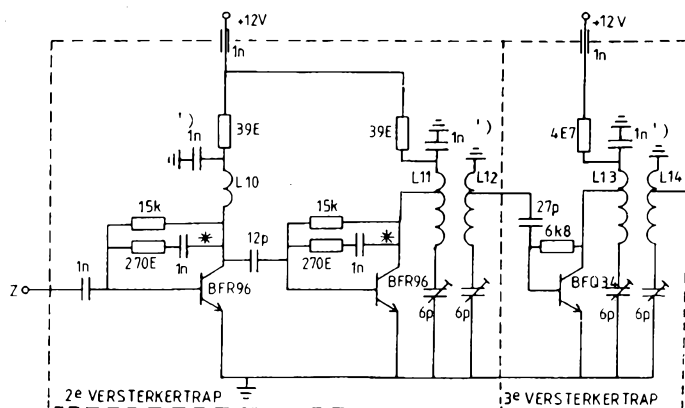 +12V
+12V
1n
1n
')
1n
39E
39E
1n ')
4E7
1n ')
L10
L11
L12
L13
L14
15k
15k
27p
6k8
270E
1n
*
12p
270E
1n
*
1n
Z
BFR96
BFR96
BFQ34
6p
6p
6p
6p
2e VERSTERKERTRAP
3e VERSTERKERTRAP